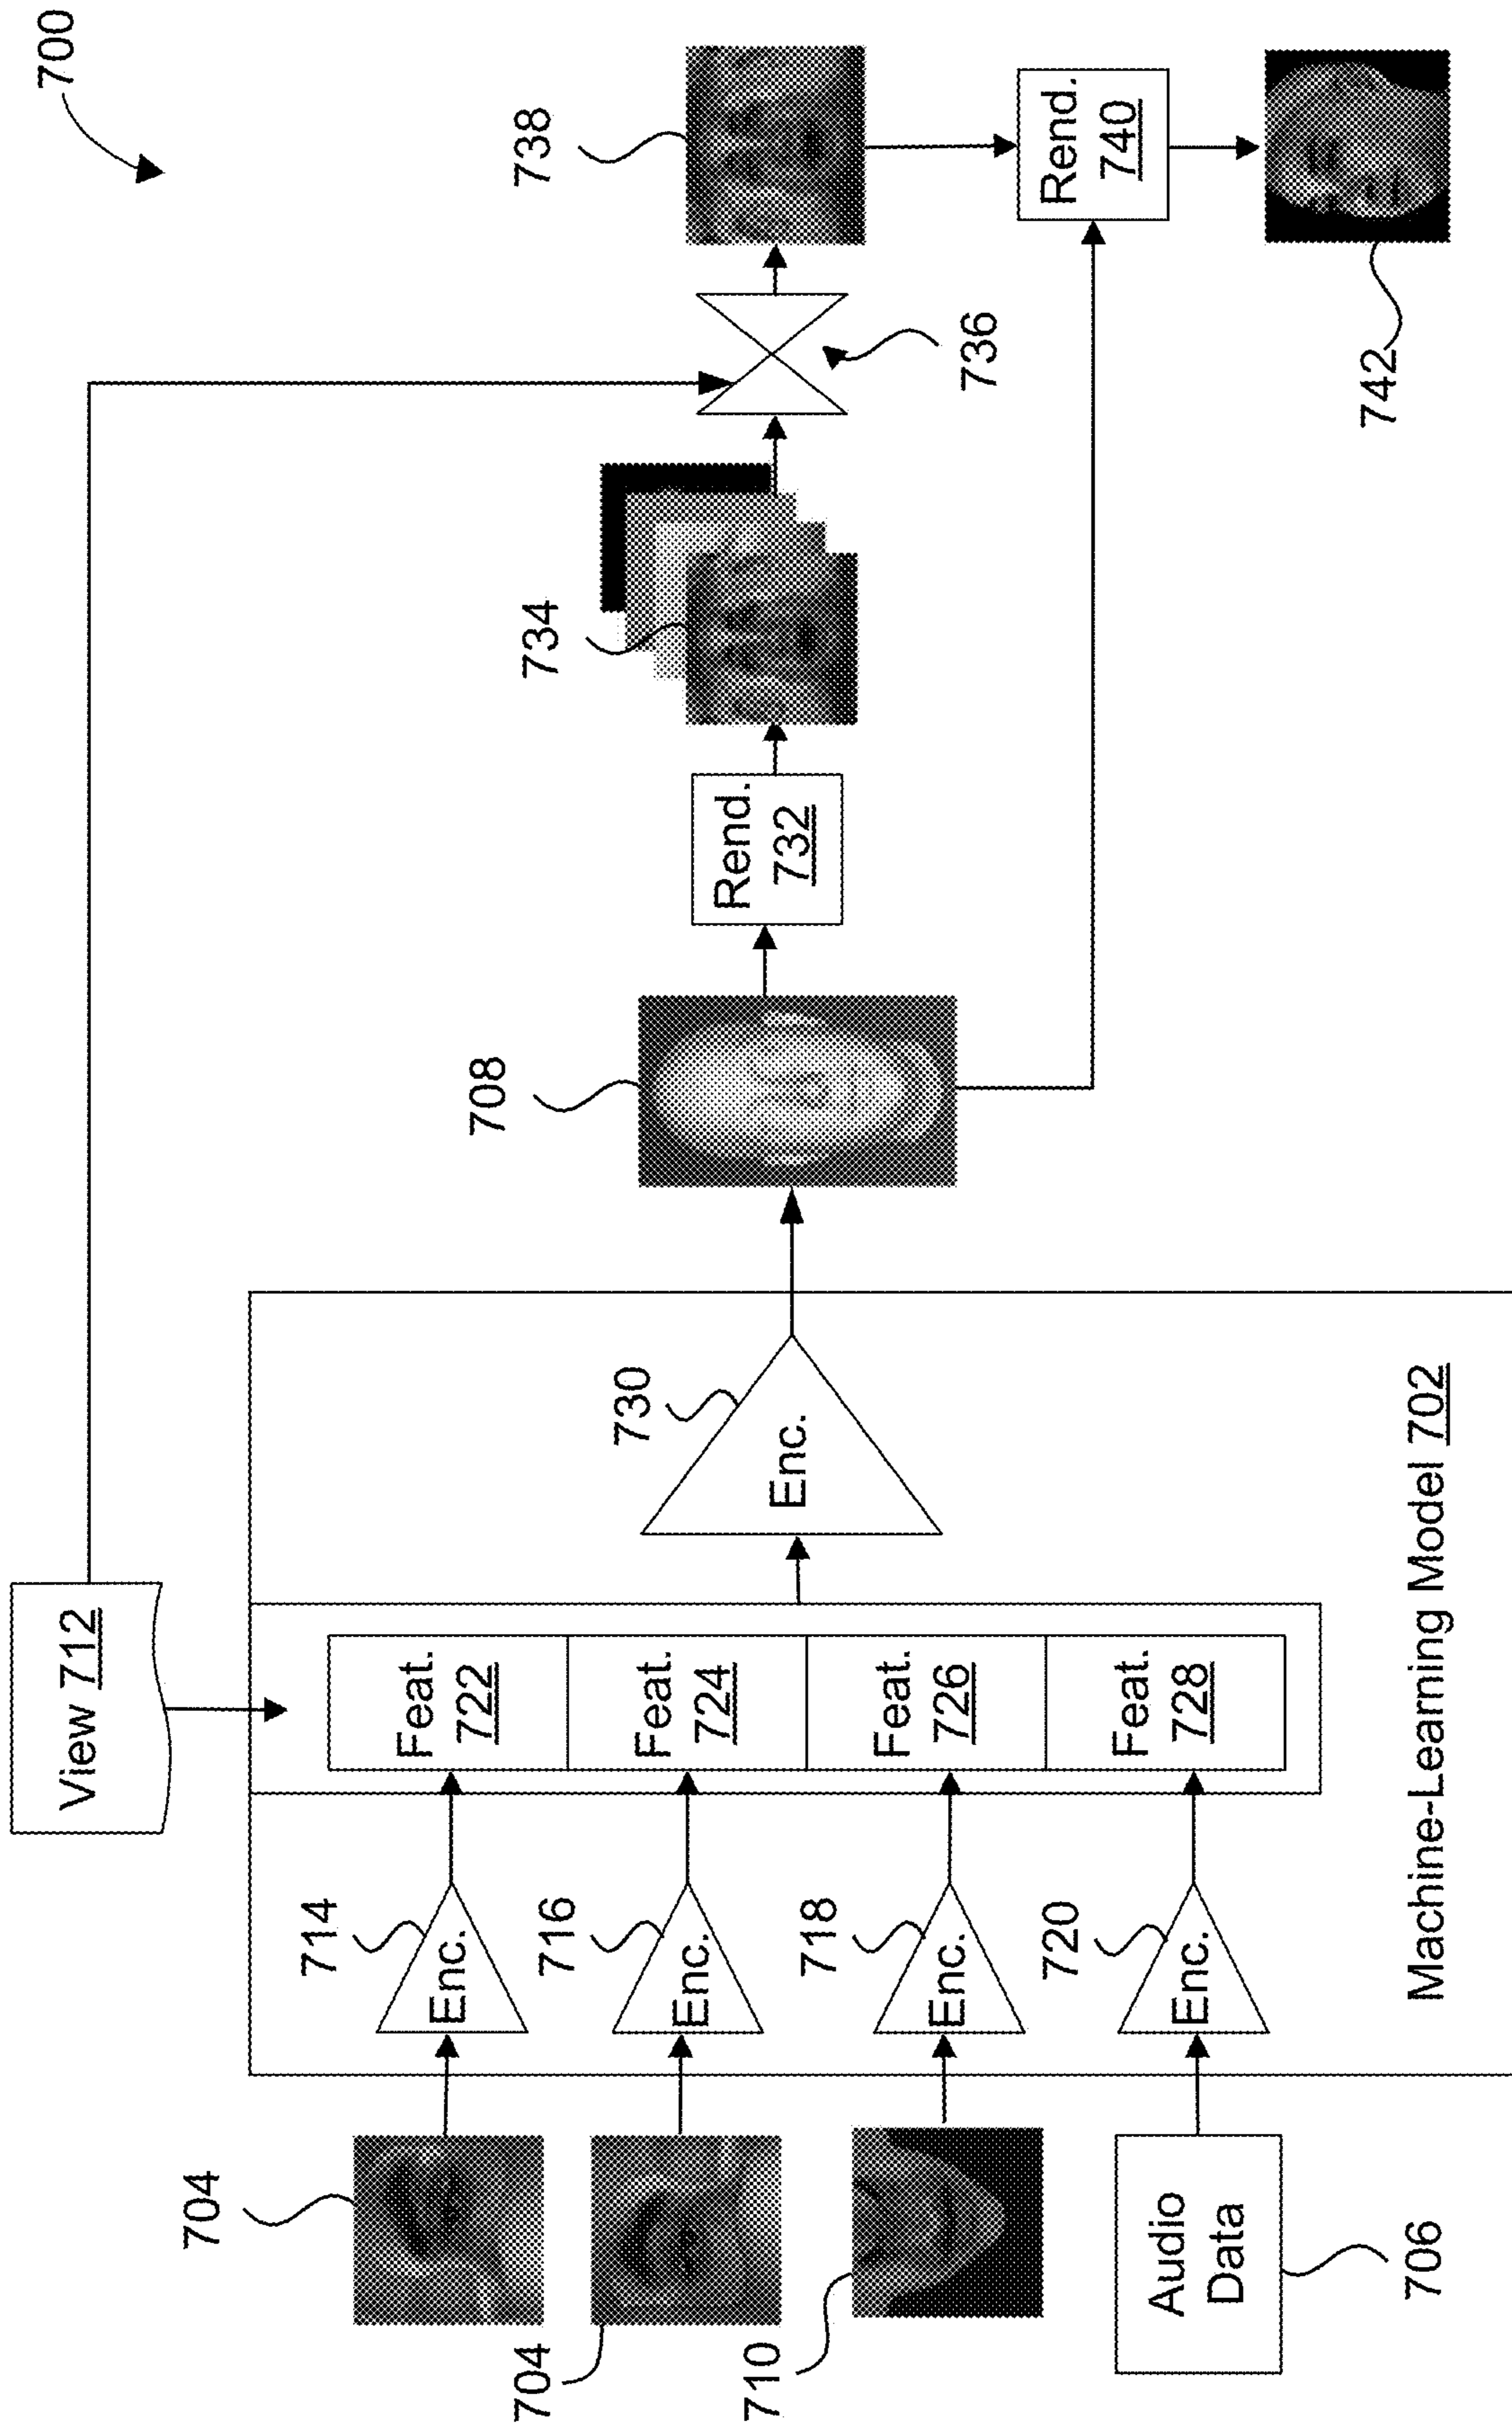 700
View 712
704
704
710
Audio
Data
706
Enc.
714
Enc.
716
Enc.
718
Enc.
720
Feat.
722
Feat.
724
Feat.
726
Feat.
728
Enc.
730
Machine-Learning Model 702
708
Rend.
732
734
736
738
Rend.
740
742